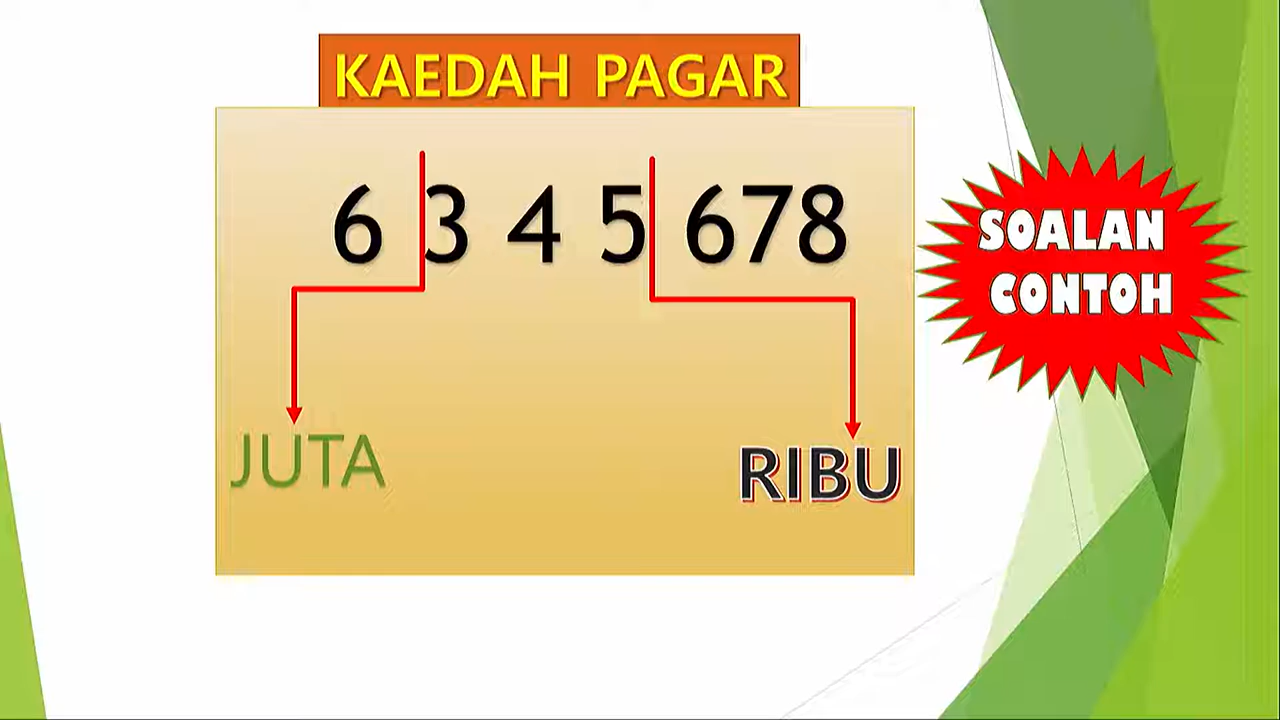 KAEDAH PAGAR
6 3 4 5 678
SOALAN
CONTOH
JUTA
RIBU